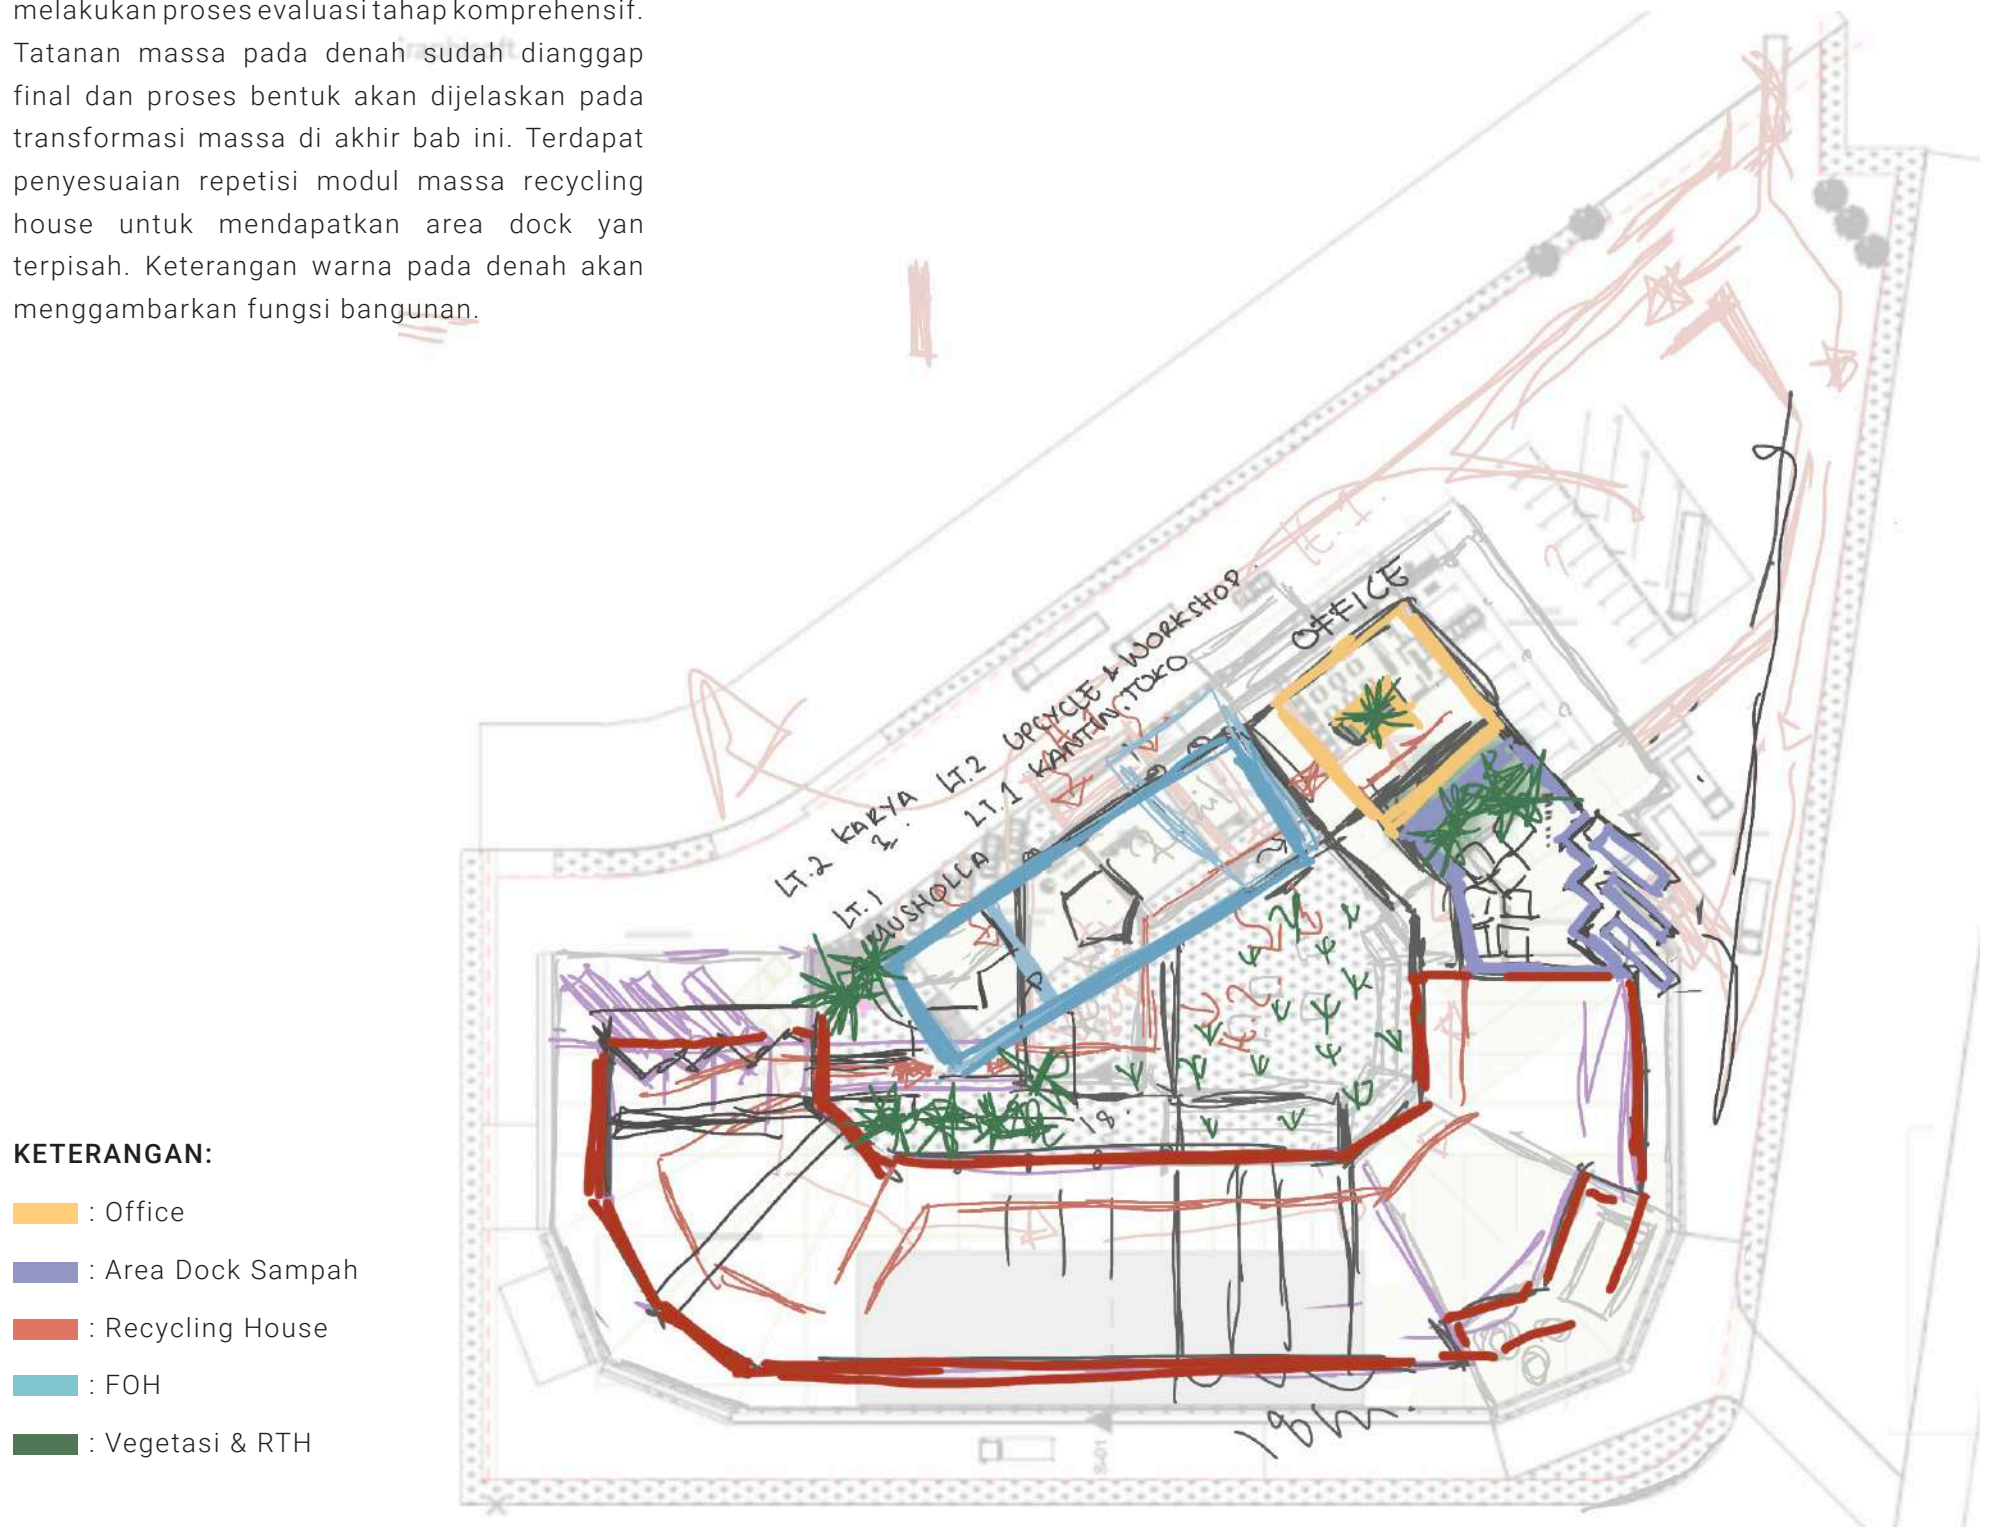 melakukan proses evaluasi tahap komprehensif.
Tatanan massa pada denah sudah dianggap
final dan proses bentuk akan dijelaskan pada
transformasi massa di akhir bab ini. Terdapat
penyesuaian repetisi modul massa recycling
house untuk mendapatkan area dock yan
terpisah. Keterangan warna pada denah akan
menggambarkan fungsi bangunan.
OFFICE
LT.2 KARYA LT.2 UPCYCLE & WORKSHOP
LT.1 KANTIN.TOKO
LT.1
MUSHOLLA
18.
18m.
S-01
KETERANGAN:
: Office
: Area Dock Sampah
: Recycling House
: FOH
: Vegetasi & RTH